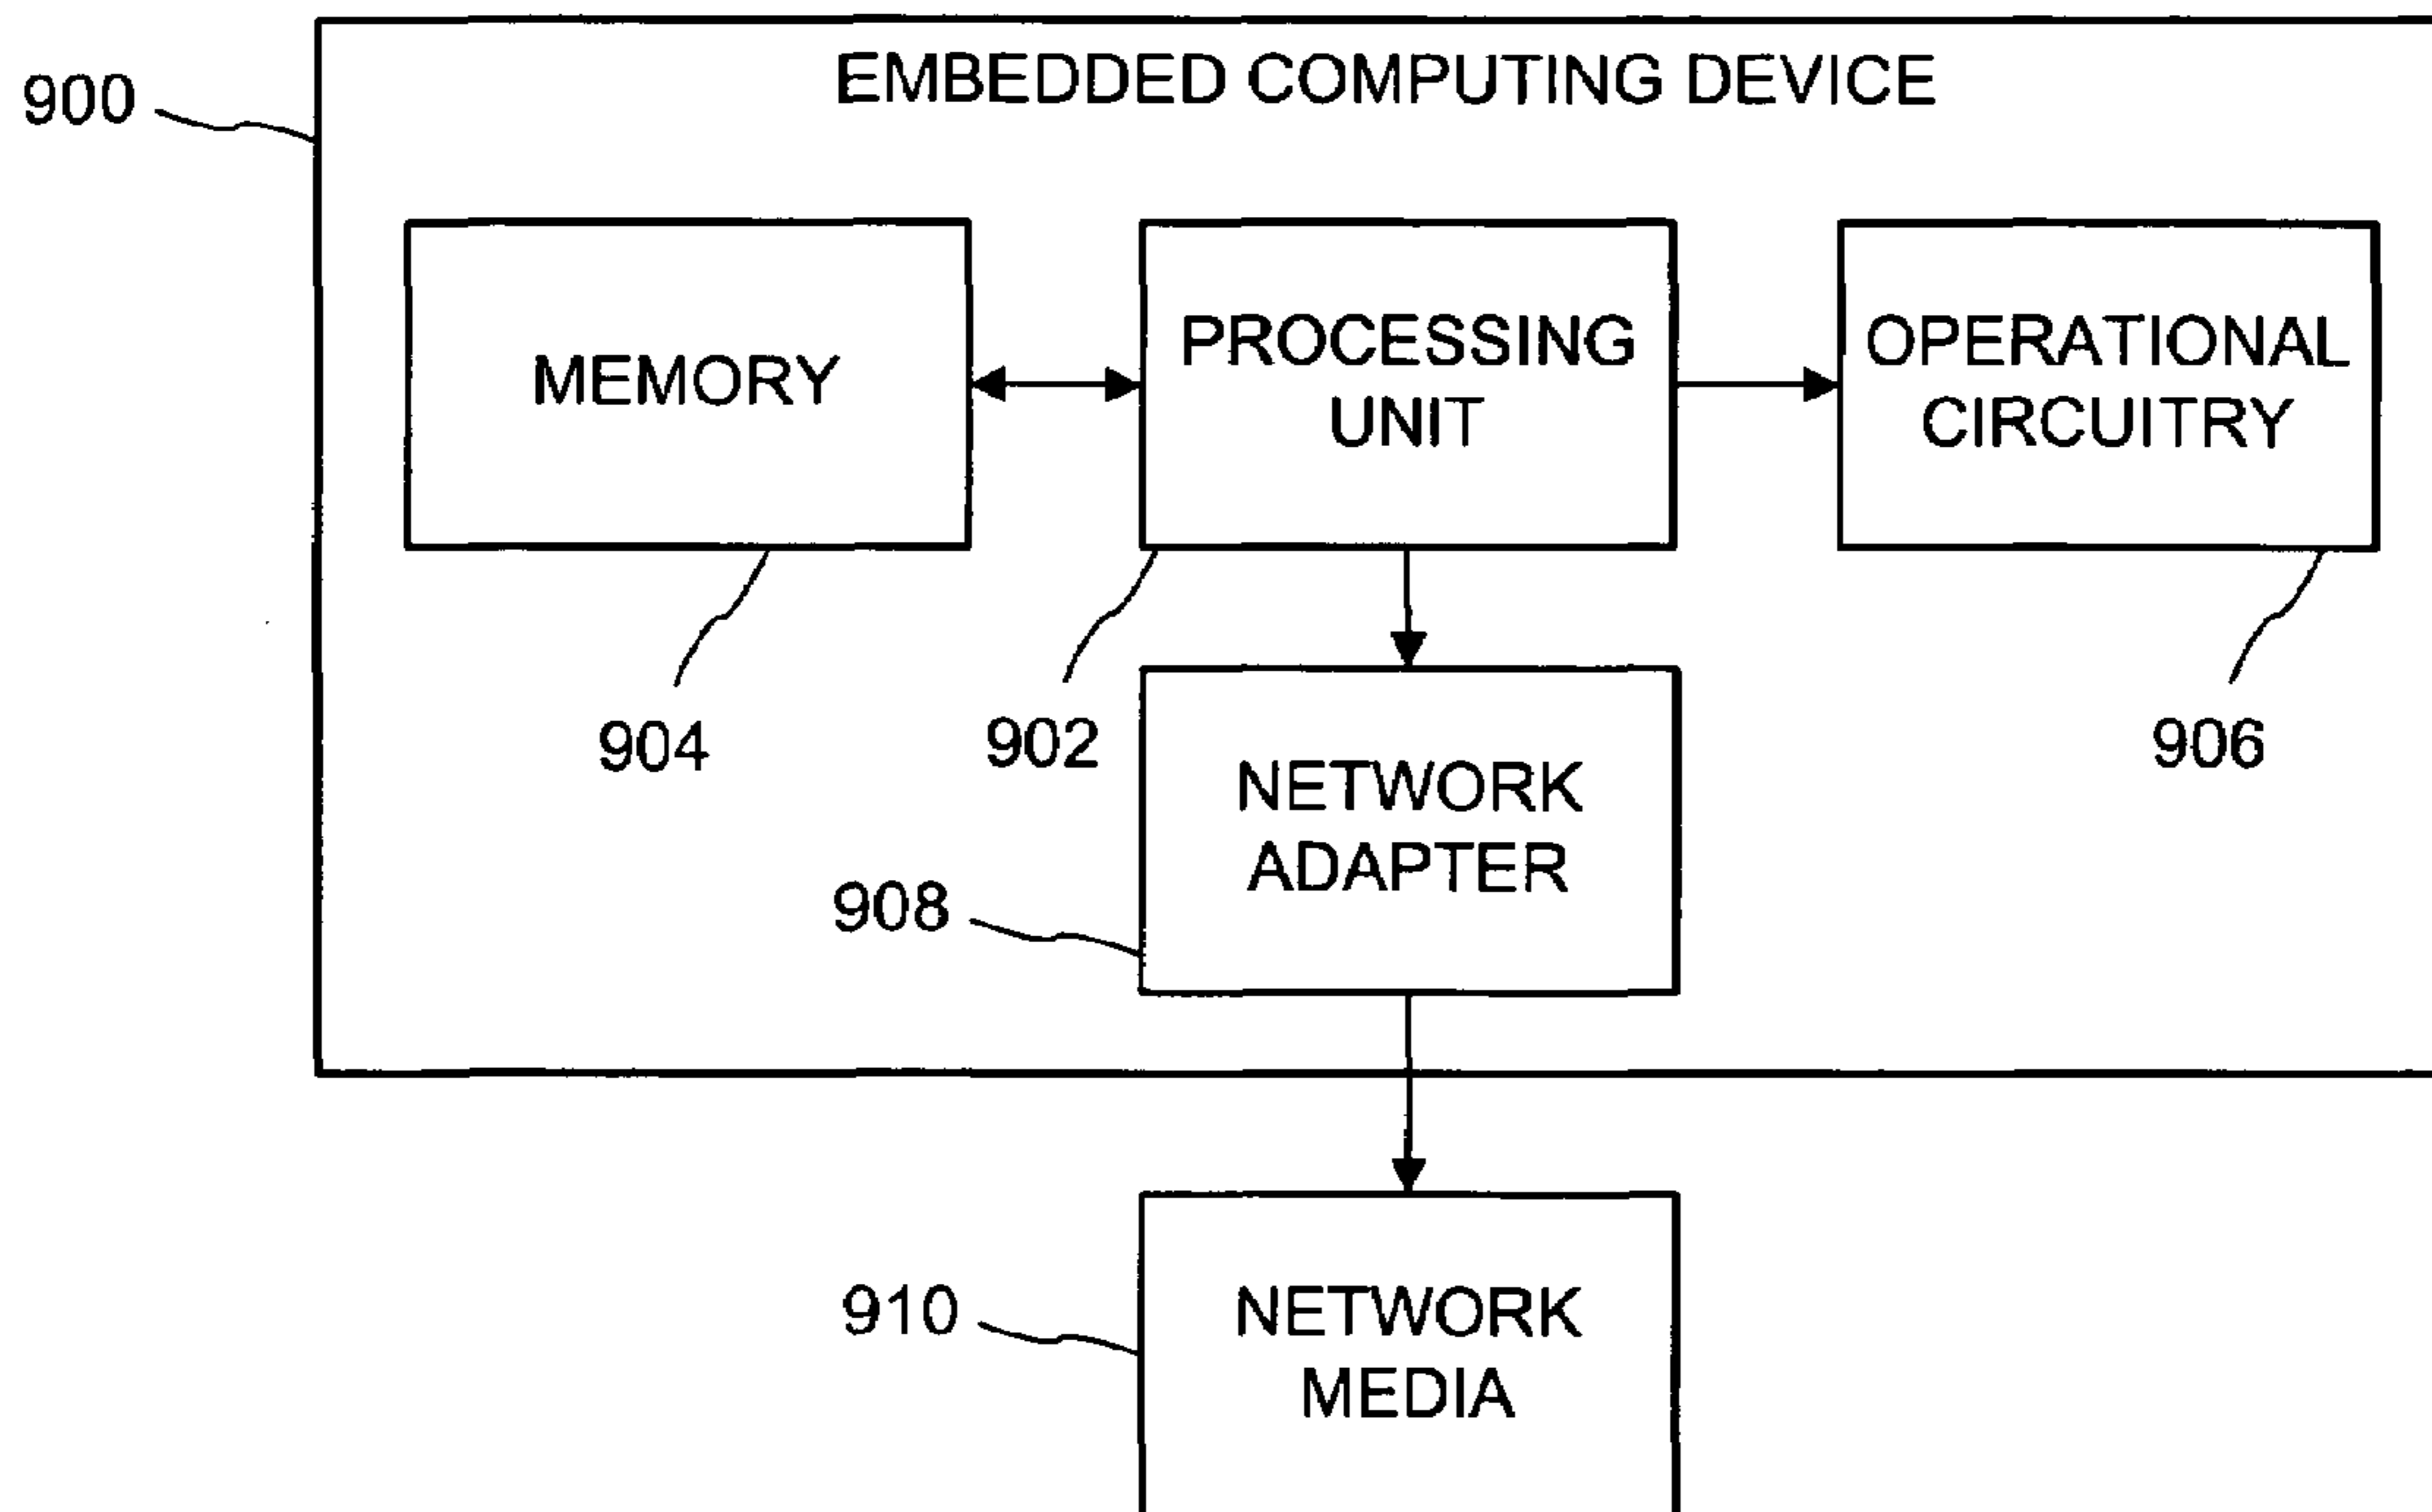 EMBEDDED COMPUTING DEVICE
900
MEMORY
PROCESSING
UNIT
OPERATIONAL
CIRCUITRY
904
902
906
NETWORK
ADAPTER
908
910
NETWORK
MEDIA